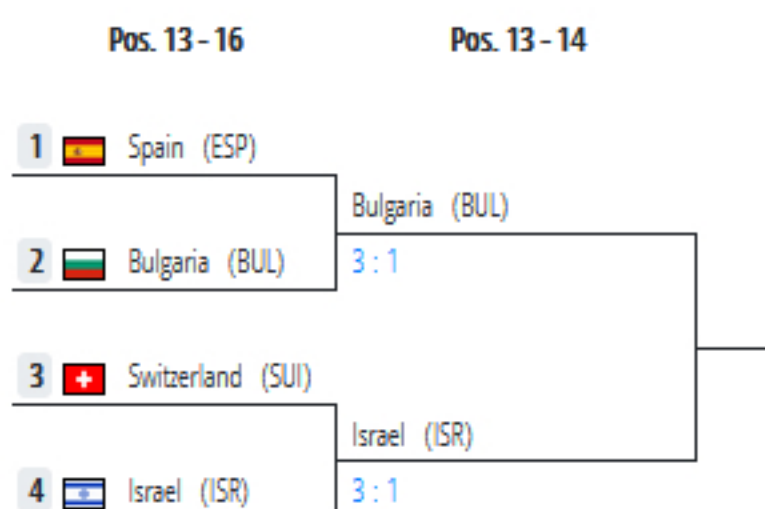 Pos. 13 - 16 Pos. 13 - 14
1 Spain (ESP)
Bulgaria (BUL)
2 Bulgaria (BUL) 3 : 1
3 Switzerland (SUI)
Israel (ISR)
4 Israel (ISR) 3 : 1